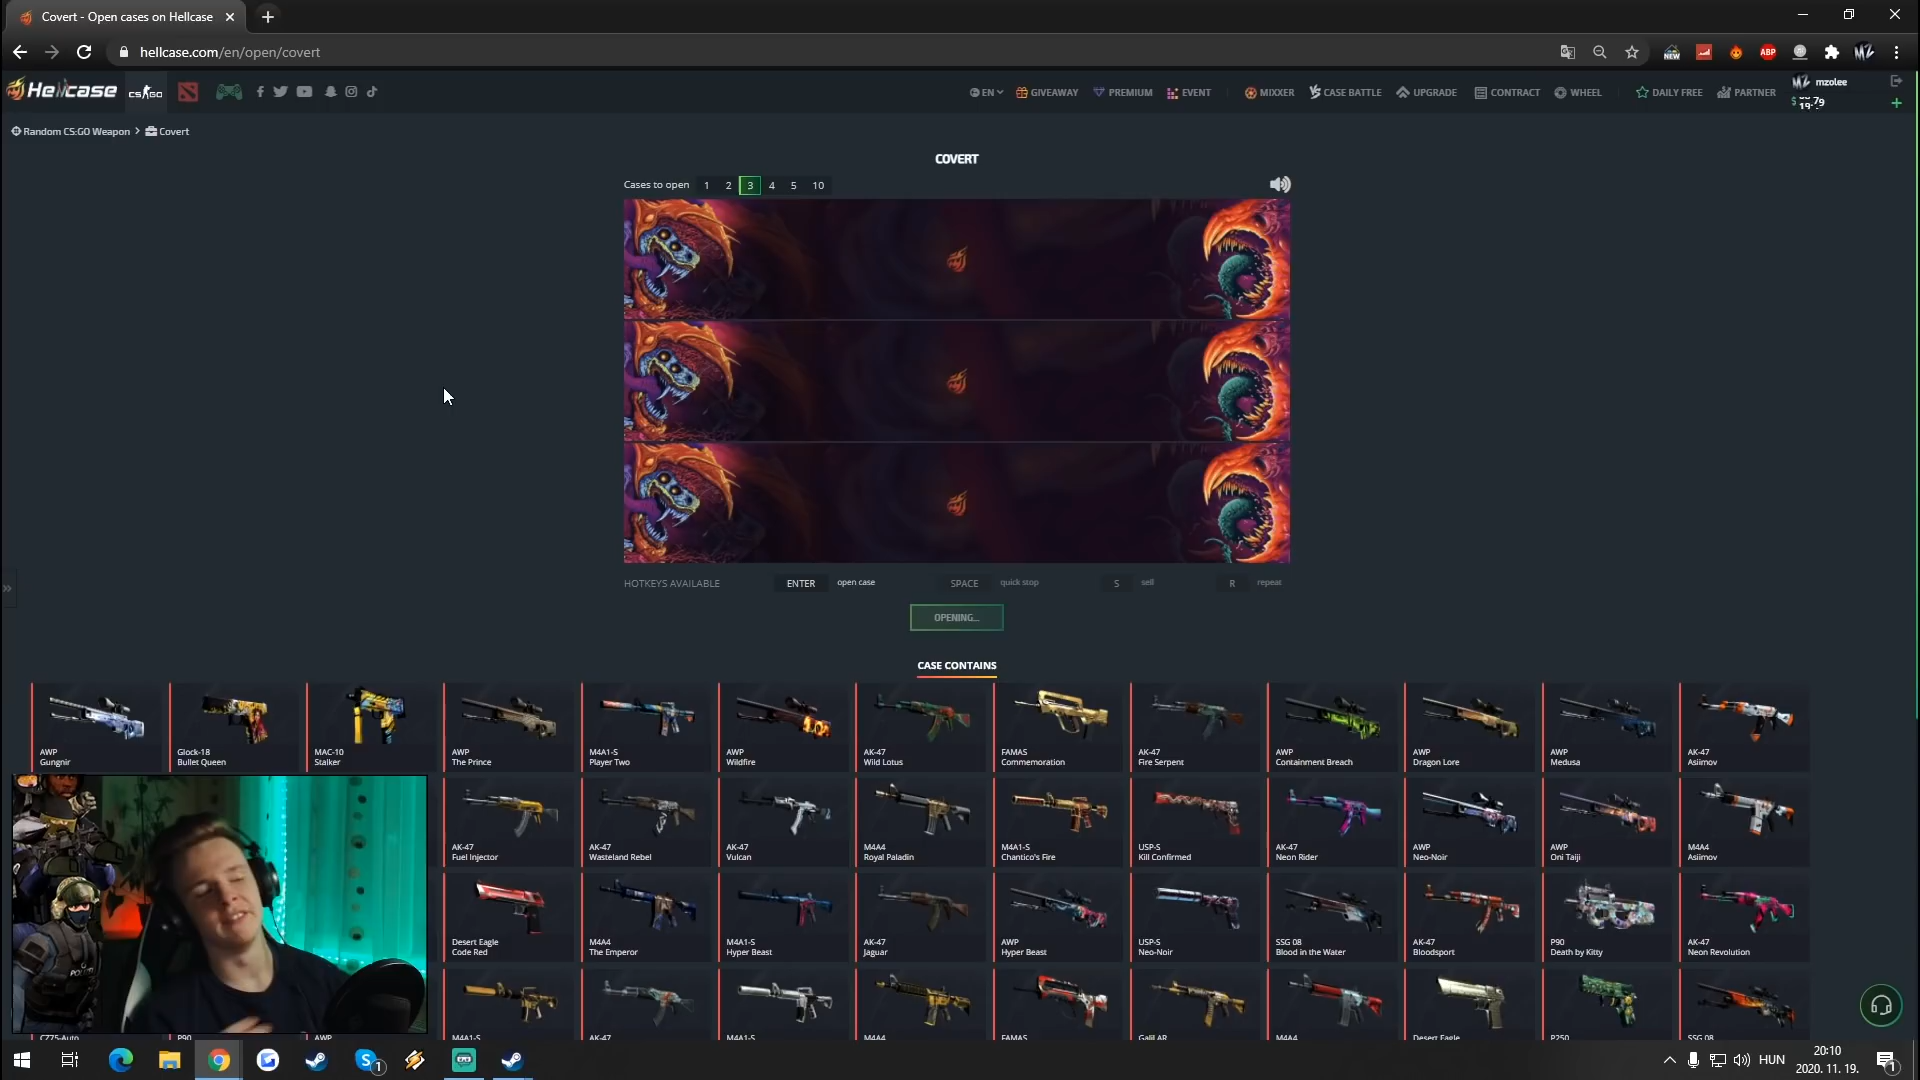 Covert - Open cases on Hellcase
hellcase.com/en/open/covert
NEW
ABP
Hellcase
CS:GO
EN
GIVEAWAY
PREMIUM
EVENT
MIXXER
CASE BATTLE
UPGRADE
CONTRACT
WHEEL
DAILY FREE
PARTNER
mzolee
Random CS:GO Weapon > Covert
COVERT
Cases to open 1 2 3 4 5 10
HOTKEYS AVAILABLE ENTER open case SPACE quick stop S sell R repeat
OPENING...
CASE CONTAINS
AWP
Gungnir
Glock-18
Bullet Queen
MAC-10
Stalker
AWP
The Prince
M4A1-S
Player Two
AWP
Wildfire
AK-47
Wild Lotus
FAMAS
Commemoration
AK-47
Fire Serpent
AWP
Containment Breach
AWP
Dragon Lore
AWP
Medusa
AK-47
Asiimov
AK-47
Fuel Injector
AK-47
Wasteland Rebel
AK-47
Vulcan
M4A4
Royal Paladin
M4A1-S
Chantico's Fire
USP-S
Kill Confirmed
AK-47
Neon Rider
AWP
Neo-Noir
AWP
Oni Taiji
M4A4
Asiimov
Desert Eagle
Code Red
M4A4
The Emperor
M4A1-S
Hyper Beast
AK-47
Jaguar
AWP
Hyper Beast
USP-S
Neo-Noir
SSG 08
Blood in the Water
AK-47
Bloodsport
P90
Death by Kitty
AK-47
Neon Revolution
CZ75-Auto
P90
AWP
M4A1-S
AK-47
M4A1-S
M4A4
FAMAS
Galil AR
M4A4
Desert Eagle
P250
SSG 08
HUN
20:10
2020. 11. 19.